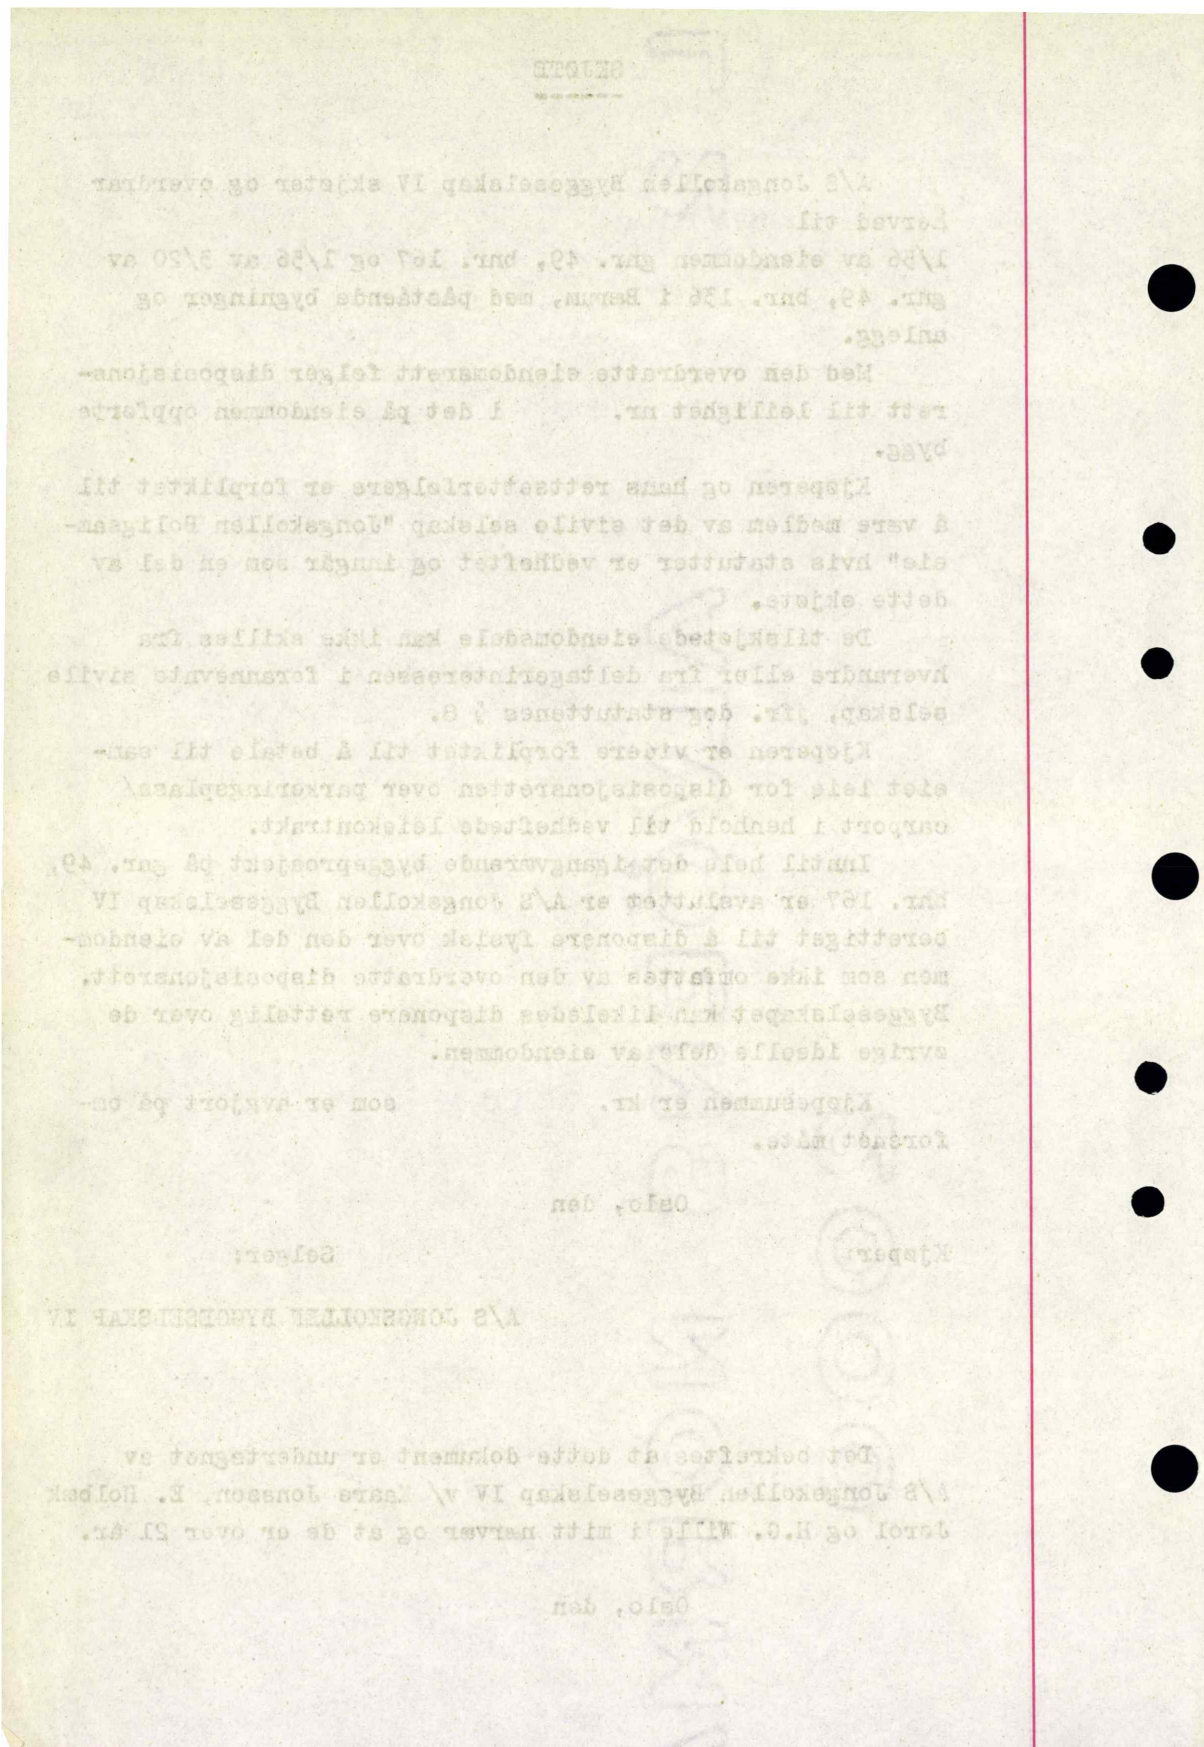 SKJØTE
A/S Jongskollen Byggeselskap IV skjøter og overdrar
herved til
1/56 av eiendommen gnr. 49, bnr. 167 og 1/56 av 3/20 av
gnr. 49, bnr. 136 i Bærum, med påstående bygninger og
anlegg.
Med den overdratte eiendomsrett følger disposisjons-
rett til leilighet nr. i det på eiendommen oppførte
bygg.
Kjøperen og hans rettsetterfølgere er forpliktet til
å være medlem av det sivile selskap "Jongskollen Boligsam-
eie" hvis statutter er vedheftet og inngår som en del av
dette skjøte.
De tilskjøtede eiendomsdele kan ikke skilles fra
hverandre eller fra deltagerinteressen i forannevnte sivile
selskap, jfr. dog statuttenes § 8.
Kjøperen er videre forpliktet til å betale til sam-
eiet leie for disposisjonsretten over parkeringsplass/
carport i henhold til vedheftede leiekontrakt.
Inntil hele det igangværende byggeprosjekt på gnr. 49,
bnr. 167 er avsluttet er A/S Jongskollen Byggeselskap IV
berettiget til å disponere fysisk over den del av eiendom-
men som ikke omfattes av den overdratte disposisjonsrett.
Byggeselskapet kan likeledes disponere rettslig over de
øvrige ideelle dele av eiendommen.
Kjøpesummen er kr. som er avgjort på om-
forenet måte.
Oslo, den
Kjøper: Selger:
A/S JONGSKOLLEN BYGGESELSKAP IV
Det bekreftes at dette dokument er undertegnet av
A/S Jongskollen Byggeselskap IV v/ Kaare Jonsson, E. Holbæk
Jorol og H.G. Wille i mitt nærvær og at de er over 21 år.
Oslo, den